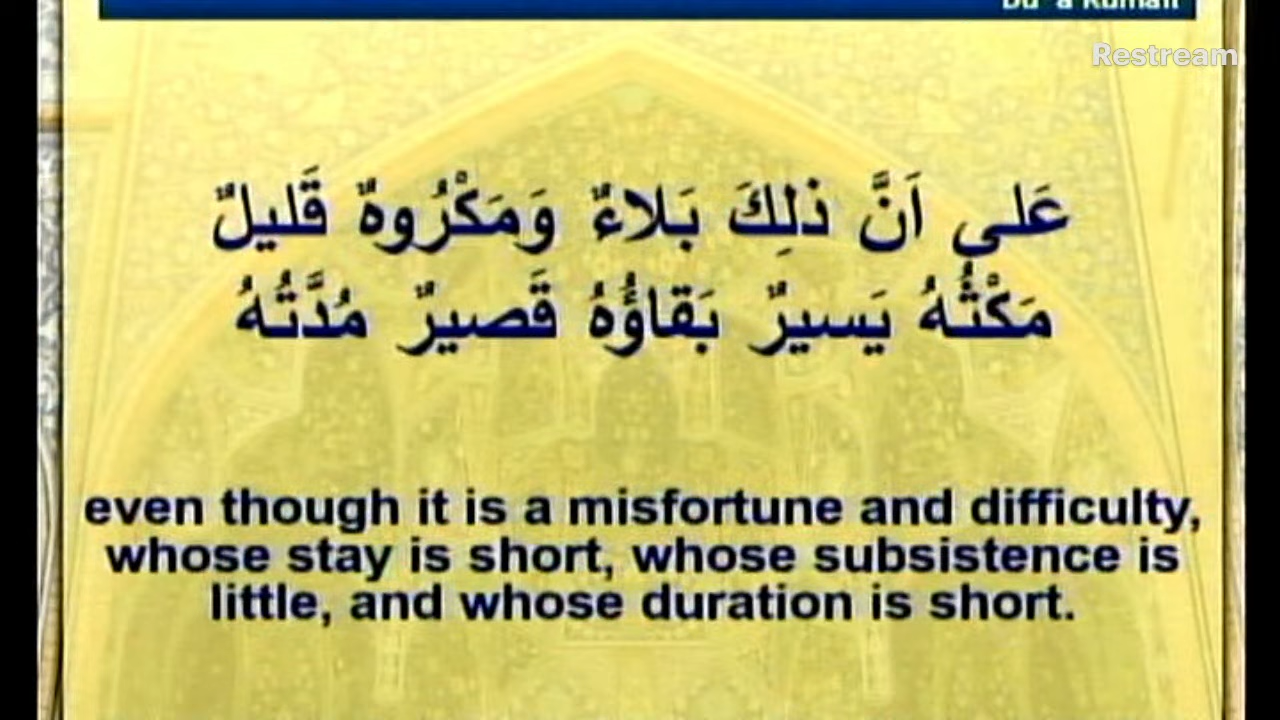 Du 'a Kumail
Restream
عَلى اَنَّ ذلِكَ بَلاءٌ وَمَكْرُوهٌ قَليلٌ
مَكْثُهُ يَسيرٌ بَقاؤُهُ قَصيرٌ مُدَّتُهُ
even though it is a misfortune and difficulty,
whose stay is short, whose subsistence is
little, and whose duration is short.